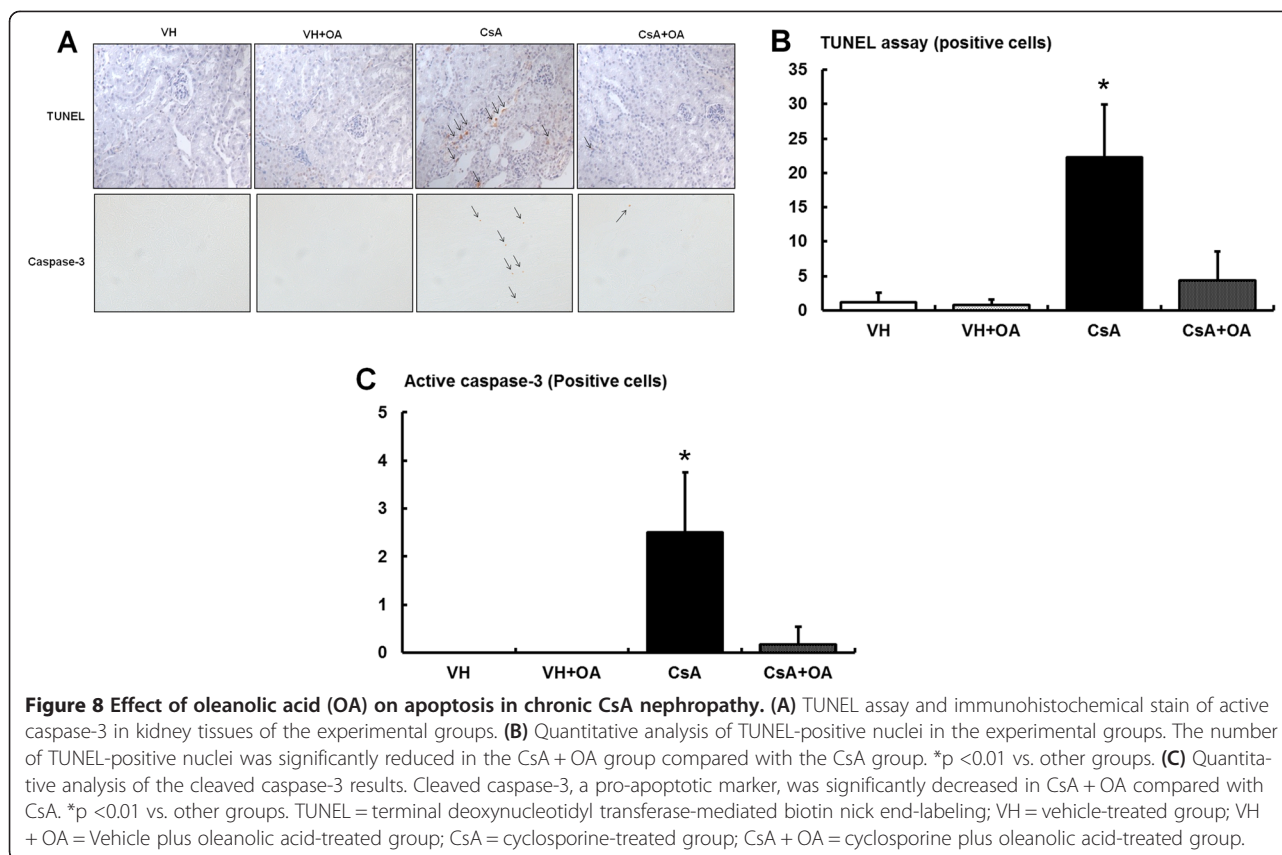 A
VH
VH+OA
CsA
CsA+OA
TUNEL
Caspase-3
B TUNEL assay (positive cells)
35
30
25
20
15
10
5
0
*
VH
VH+OA
CsA
CsA+OA
C Active caspase-3 (Positive cells)
5
4
3
2
1
0
*
VH
VH+OA
CsA
CsA+OA
Figure 8 Effect of oleanolic acid (OA) on apoptosis in chronic CsA nephropathy. (A) TUNEL assay and immunohistochemical stain of active
caspase-3 in kidney tissues of the experimental groups. (B) Quantitative analysis of TUNEL-positive nuclei in the experimental groups. The number
of TUNEL-positive nuclei was significantly reduced in the CsA + OA group compared with the CsA group. *p <0.01 vs. other groups. (C) Quantita-
tive analysis of the cleaved caspase-3 results. Cleaved caspase-3, a pro-apoptotic marker, was significantly decreased in CsA + OA compared with
CsA. *p <0.01 vs. other groups. TUNEL = terminal deoxynucleotidyl transferase-mediated biotin nick end-labeling; VH = vehicle-treated group; VH
+ OA = Vehicle plus oleanolic acid-treated group; CsA = cyclosporine-treated group; CsA + OA = cyclosporine plus oleanolic acid-treated group.